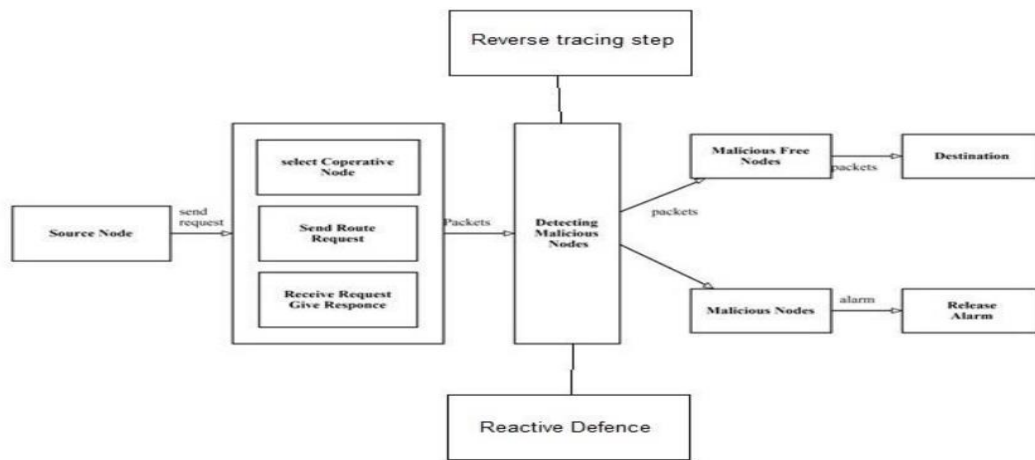 Reverse tracing step
select Coperative
Node
Send Route
Request
Receive Request
Give Responce
Source Node
send
request
Packets
Detecting
Malicious
Nodes
packets
Malicious Free
Nodes
packets
Destination
Malicious Nodes
alarm
Release
Alarm
Reactive Defence